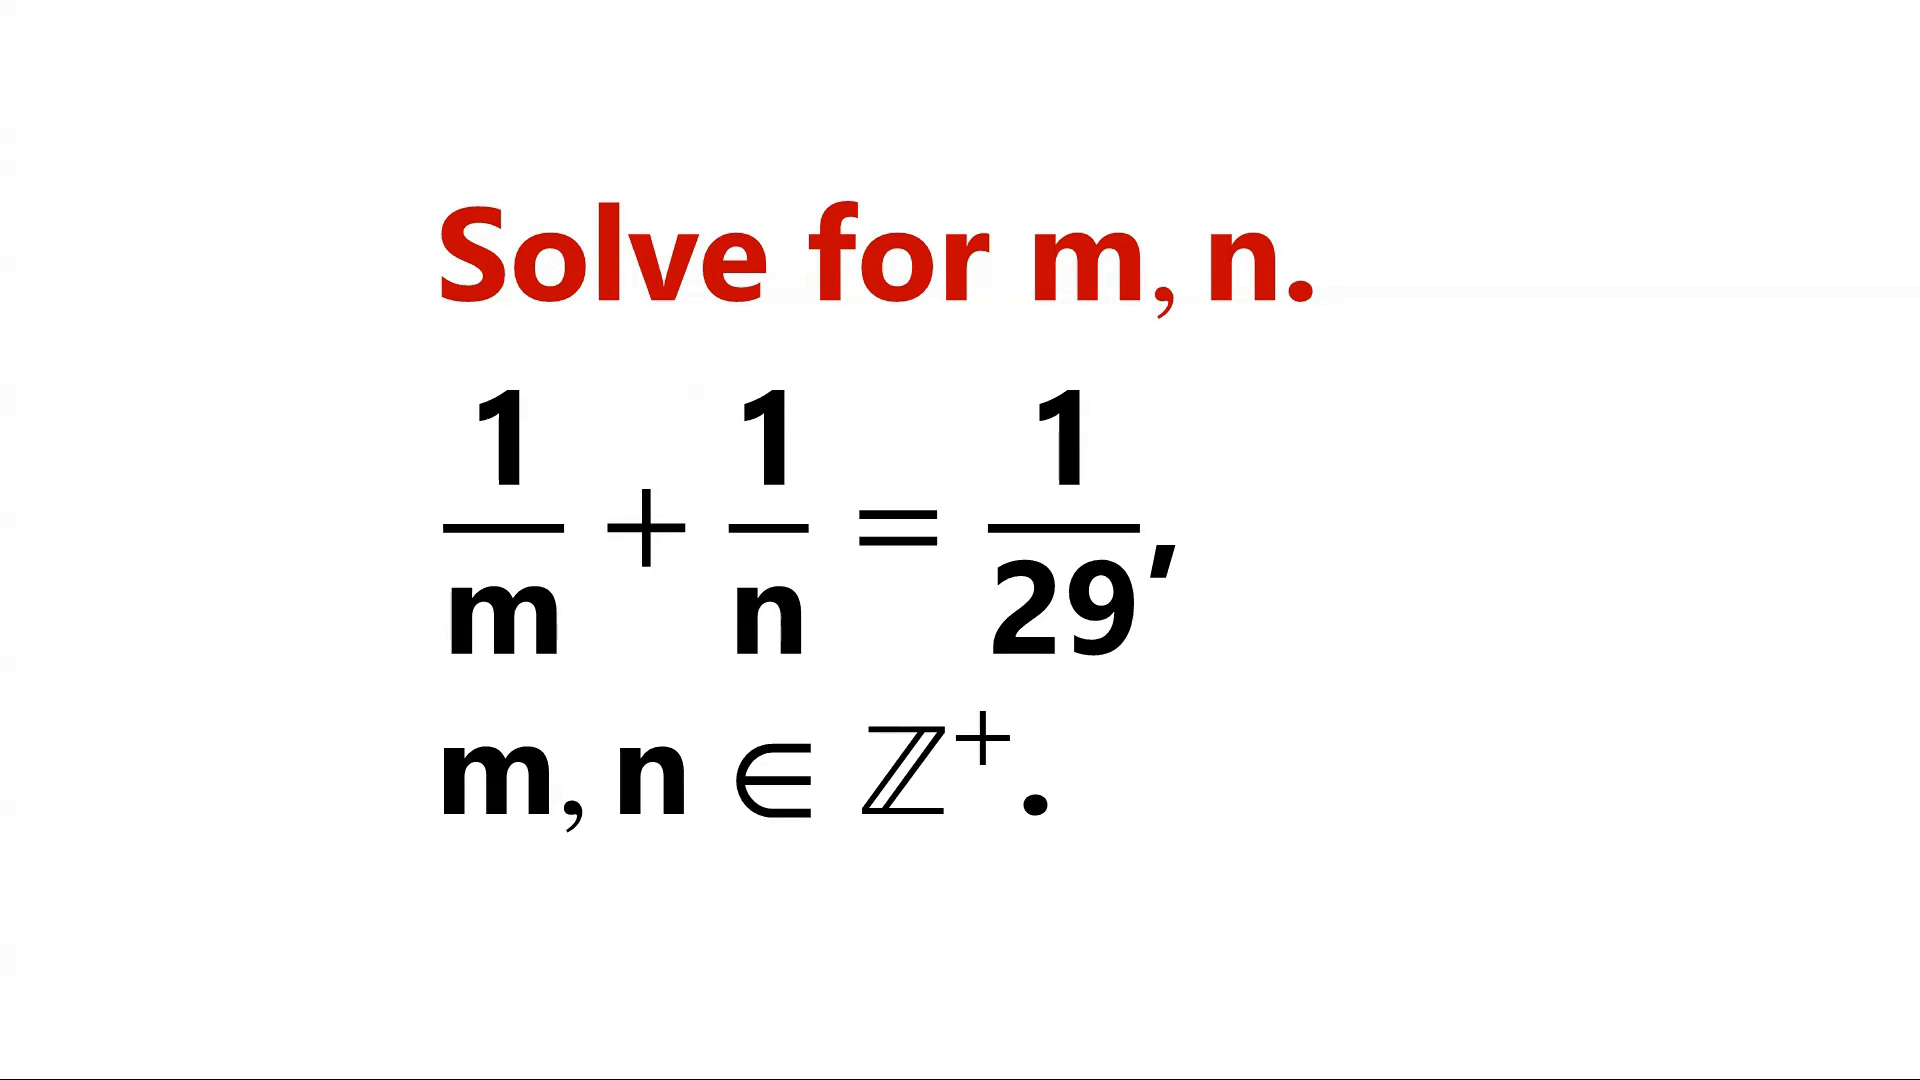 Solve for m, n.
1/m + 1/n = 1/29,
m, n ∈ ℤ⁺.